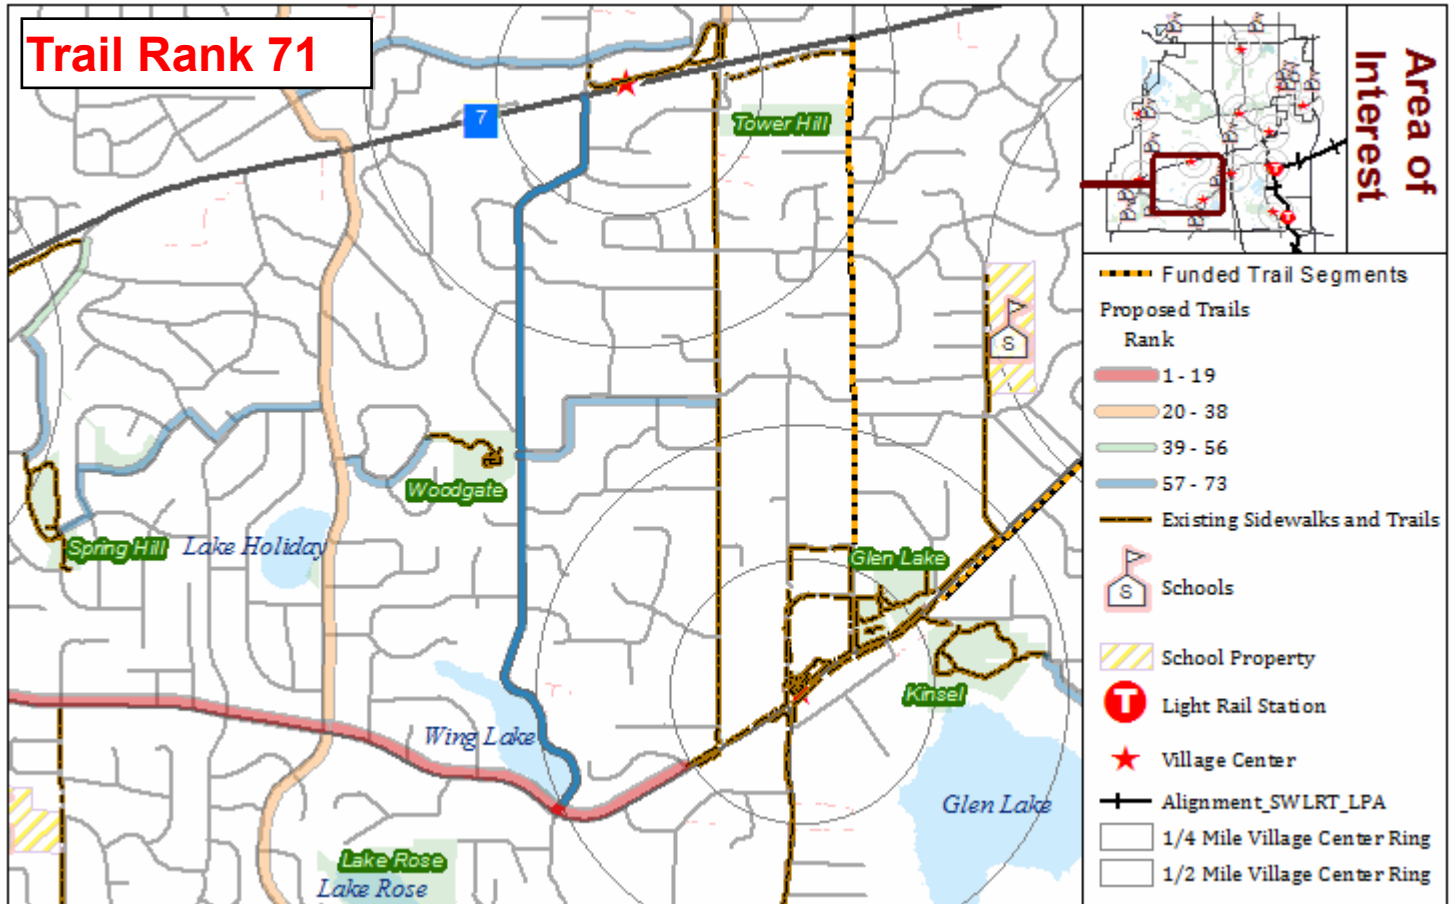 Trail Rank 71
7
Tower Hill
S
Woodgate
Spring Hill
Lake Holiday
Glen Lake
Kinsel
Wing Lake
Glen Lake
Lake Rose
Lake Rose
Area of
Interest
T
T
Funded Trail Segments
Proposed Trails
Rank
1 - 19
20 - 38
39 - 56
57 - 73
Existing Sidewalks and Trails
S
Schools
School Property
T
Light Rail Station
Village Center
Alignment_SWLRT_LPA
1/4 Mile Village Center Ring
1/2 Mile Village Center Ring